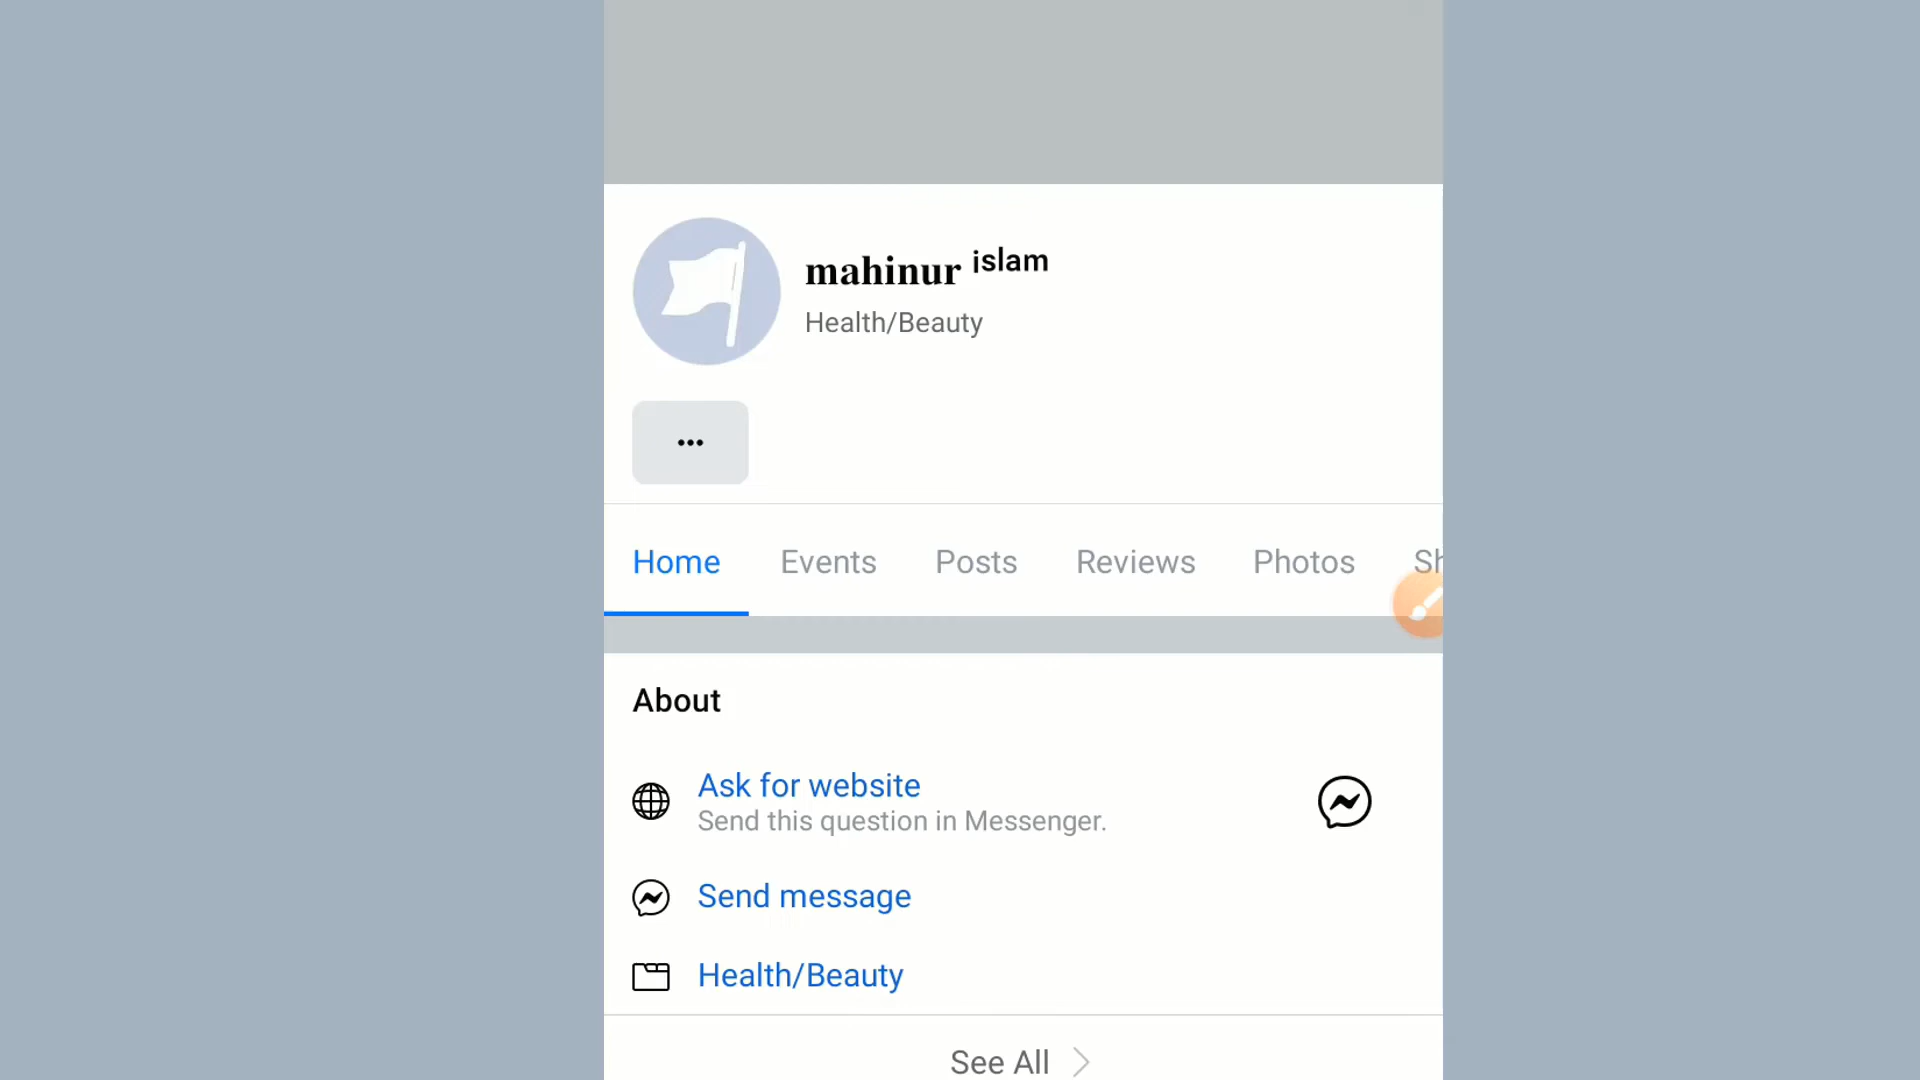 mahinur islam
Health/Beauty
Home Events Posts Reviews Photos Sh
About
Ask for website
Send this question in Messenger.
Send message
Health/Beauty
See All